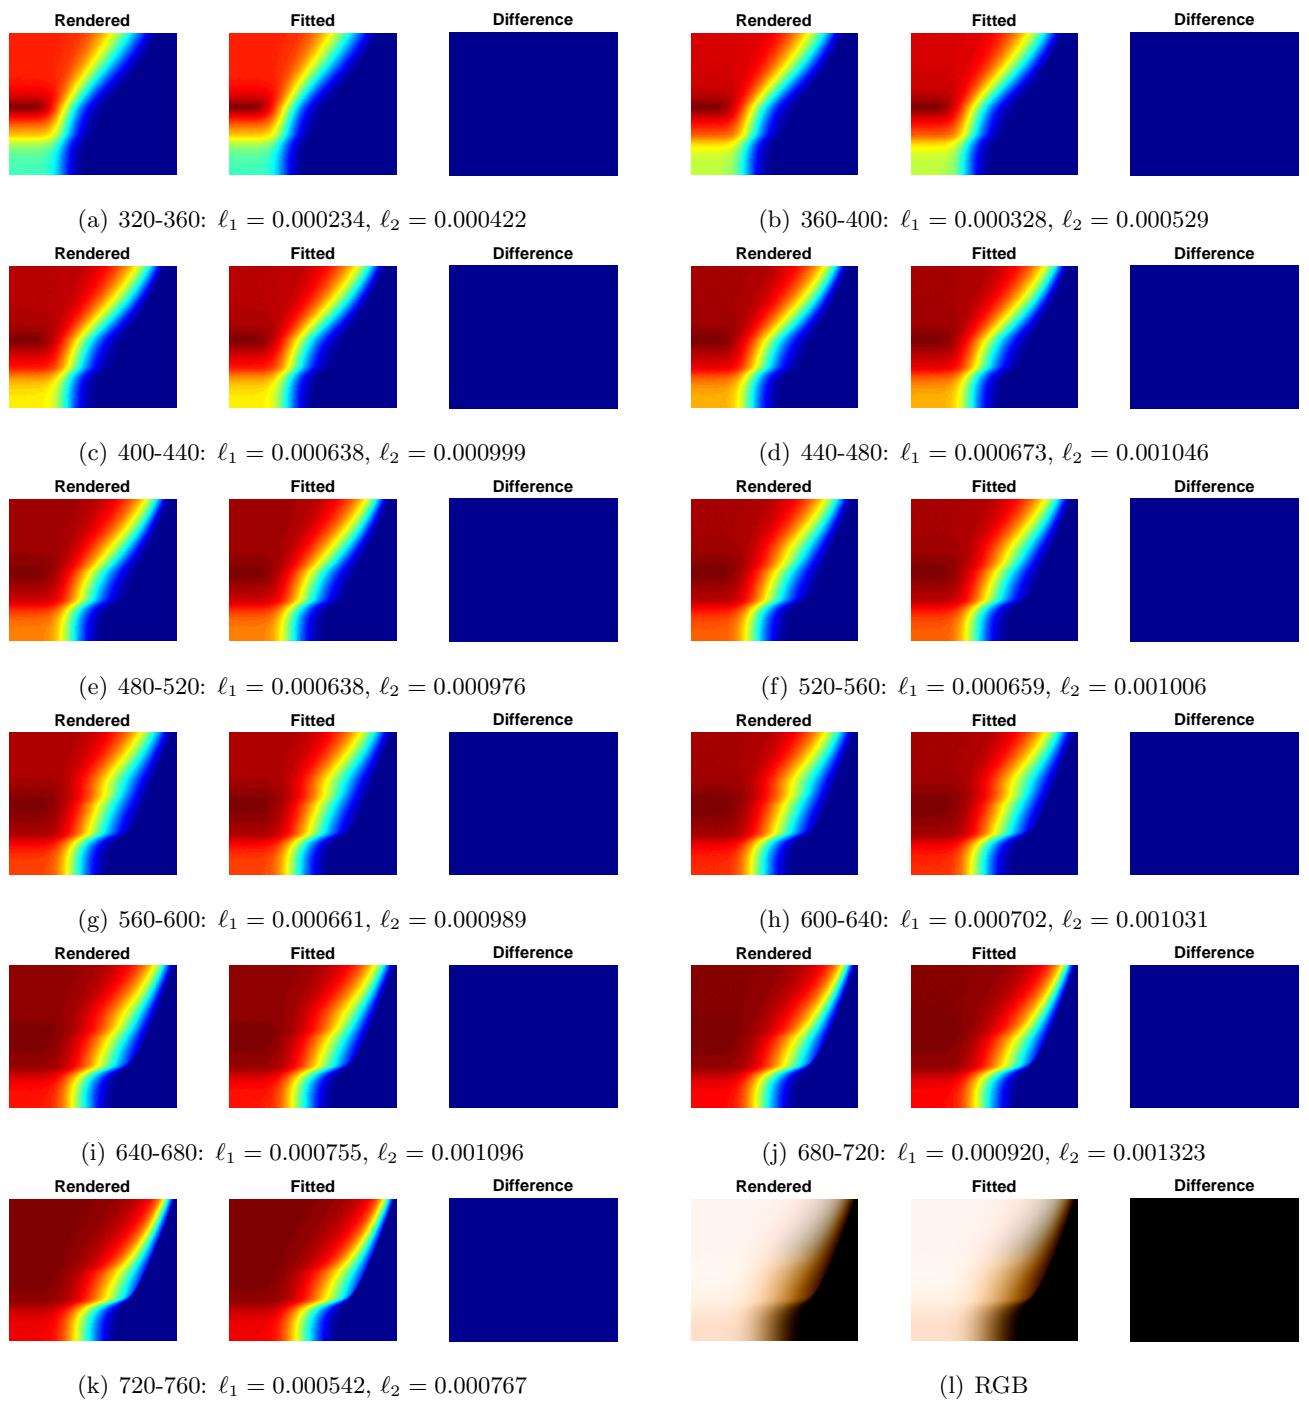 Rendered Fitted Difference Rendered Fitted Difference
(a) 320-360: ℓ₁ = 0.000234, ℓ₂ = 0.000422 (b) 360-400: ℓ₁ = 0.000328, ℓ₂ = 0.000529
Rendered Fitted Difference Rendered Fitted Difference
(c) 400-440: ℓ₁ = 0.000638, ℓ₂ = 0.000999 (d) 440-480: ℓ₁ = 0.000673, ℓ₂ = 0.001046
Rendered Fitted Difference Rendered Fitted Difference
(e) 480-520: ℓ₁ = 0.000638, ℓ₂ = 0.000976 (f) 520-560: ℓ₁ = 0.000659, ℓ₂ = 0.001006
Rendered Fitted Difference Rendered Fitted Difference
(g) 560-600: ℓ₁ = 0.000661, ℓ₂ = 0.000989 (h) 600-640: ℓ₁ = 0.000702, ℓ₂ = 0.001031
Rendered Fitted Difference Rendered Fitted Difference
(i) 640-680: ℓ₁ = 0.000755, ℓ₂ = 0.001096 (j) 680-720: ℓ₁ = 0.000920, ℓ₂ = 0.001323
Rendered Fitted Difference Rendered Fitted Difference
(k) 720-760: ℓ₁ = 0.000542, ℓ₂ = 0.000767 (l) RGB